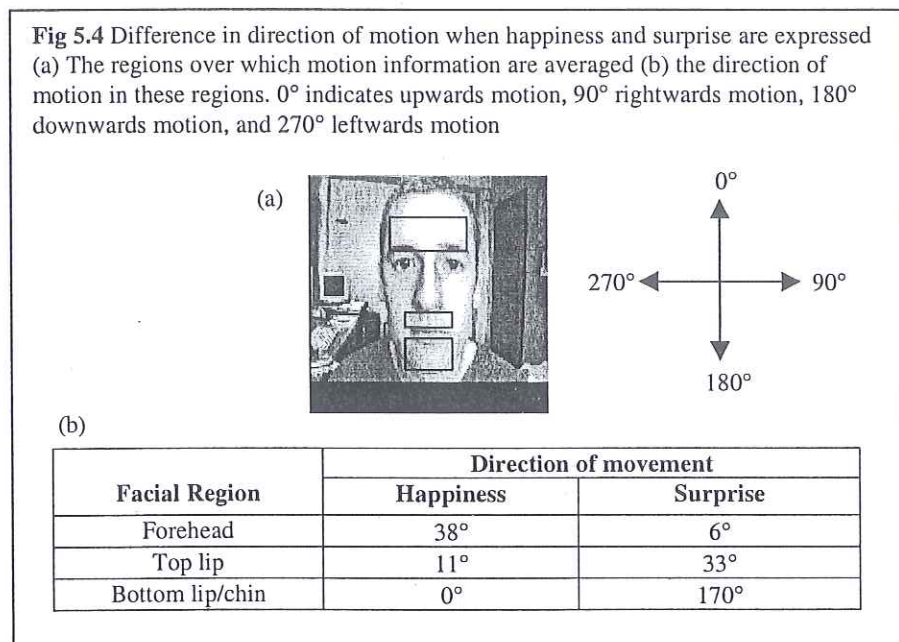 Fig 5.4 Difference in direction of motion when happiness and surprise are expressed
(a) The regions over which motion information are averaged (b) the direction of
motion in these regions. 0° indicates upwards motion, 90° rightwards motion, 180°
downwards motion, and 270° leftwards motion
(a)
0°
270°
90°
180°
(b)
Direction of movement
Facial Region Happiness Surprise
Forehead 38° 6°
Top lip 11° 33°
Bottom lip/chin 0° 170°